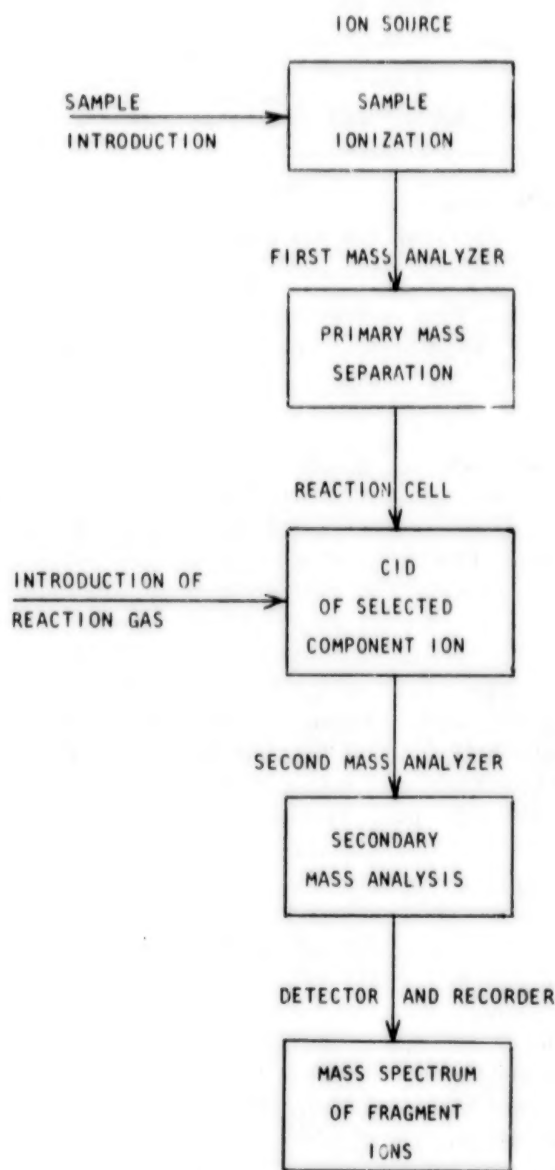 ION SOURCE
SAMPLE
INTRODUCTION
SAMPLE
IONIZATION
FIRST MASS ANALYZER
PRIMARY MASS
SEPARATION
REACTION CELL
INTRODUCTION OF
REACTION GAS
CID
OF SELECTED
COMPONENT ION
SECOND MASS ANALYZER
SECONDARY
MASS ANALYSIS
DETECTOR AND RECORDER
MASS SPECTRUM
OF FRAGMENT
IONS